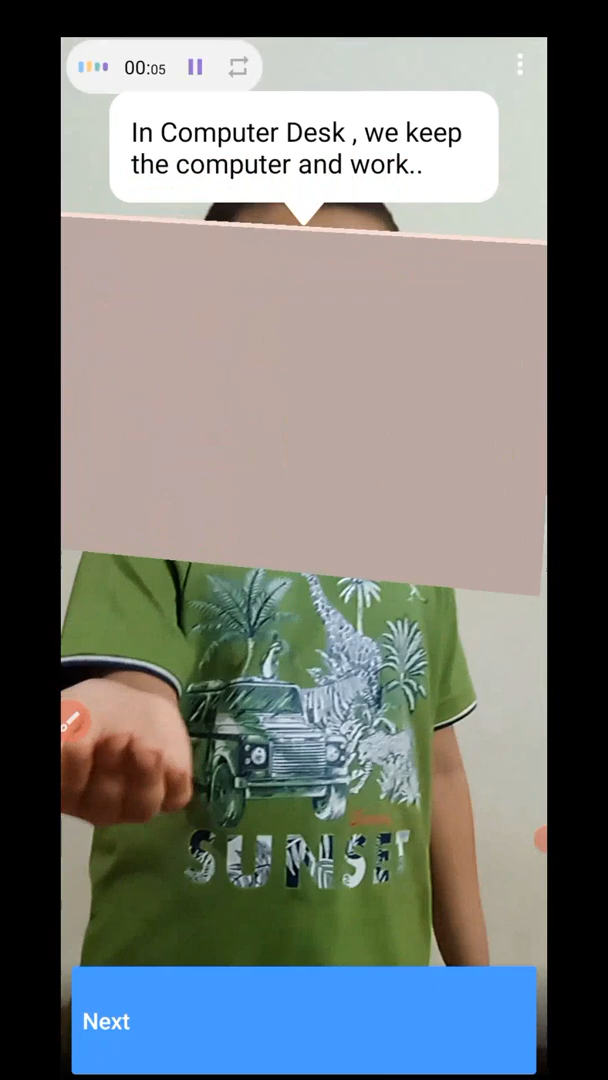 00:05
In Computer Desk , we keep
the computer and work..
SUNSET
Next